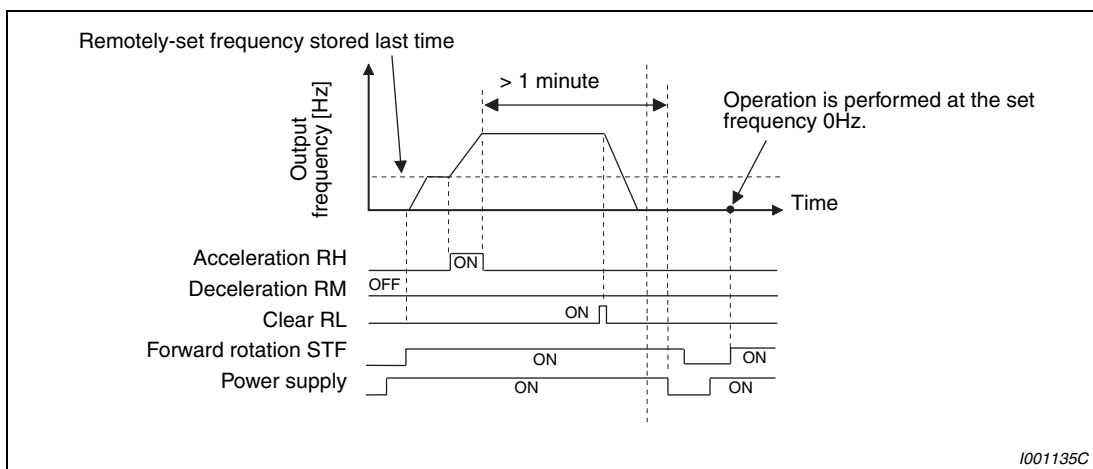 Remotely-set frequency stored last time
> 1 minute
Operation is performed at the set
frequency 0Hz.
Output
frequency [Hz]
Time
Acceleration RH
ON
Deceleration RM
OFF
Clear RL
ON
Forward rotation STF
ON
ON
Power supply
ON
ON
I001135C